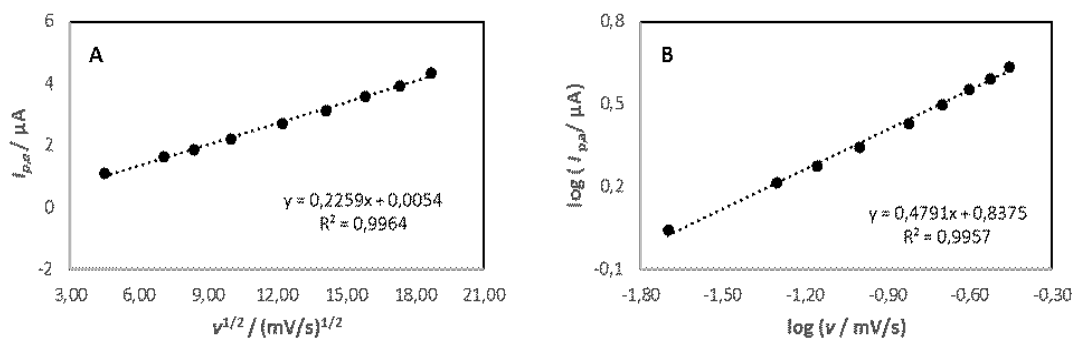 A
6
4
2
0
-2
I p,a / µA
y = 0,2259x + 0,0054
R² = 0,9964
3,00 6,00 9,00 12,00 15,00 18,00 21,00
v1/2 / (mV/s)1/2
B
0,8
0,5
0,2
-0,1
log ( I p,a / µA)
y = 0,4791x + 0,8375
R² = 0,9957
-1,80 -1,50 -1,20 -0,90 -0,60 -0,30
log (v / mV/s)